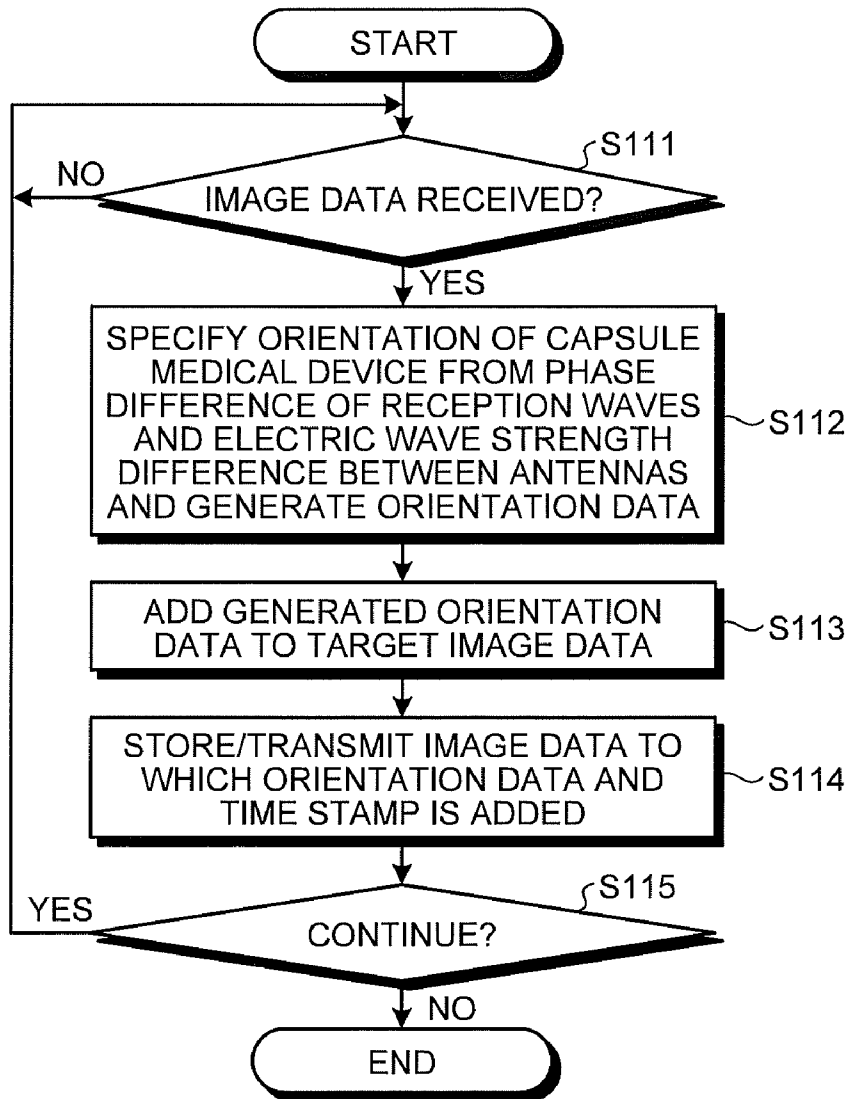 START
S111
NO
IMAGE DATA RECEIVED?
YES
SPECIFY ORIENTATION OF CAPSULE
MEDICAL DEVICE FROM PHASE
DIFFERENCE OF RECEPTION WAVES
AND ELECTRIC WAVE STRENGTH
DIFFERENCE BETWEEN ANTENNAS
AND GENERATE ORIENTATION DATA
S112
ADD GENERATED ORIENTATION
DATA TO TARGET IMAGE DATA
S113
STORE/TRANSMIT IMAGE DATA TO
WHICH ORIENTATION DATA AND
TIME STAMP IS ADDED
S114
S115
YES
CONTINUE?
NO
END